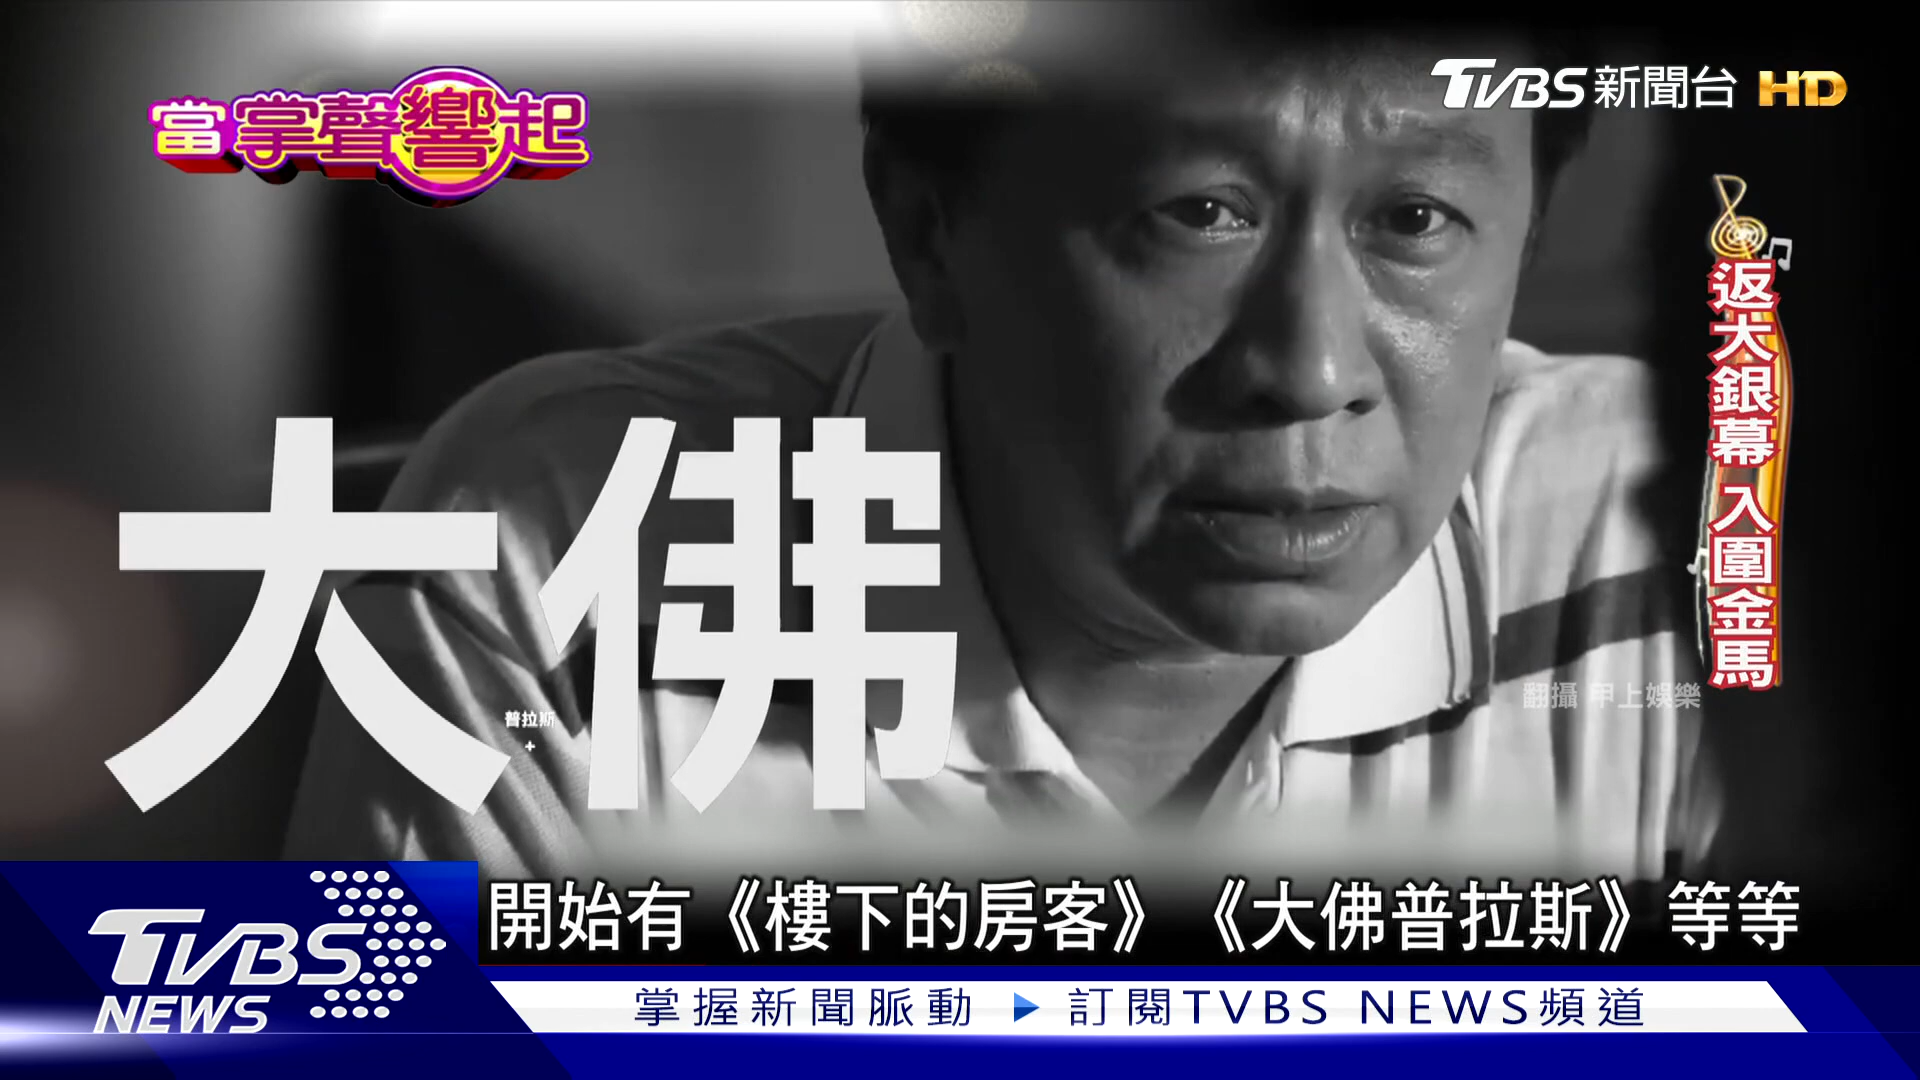 當掌聲響起
TVBS新聞台 HD
返大銀幕 入圍金馬
大佛
普拉斯
+
翻攝 甲上娛樂
開始有《樓下的房客》《大佛普拉斯》等等
TVBS
NEWS
掌握新聞脈動 ▶ 訂閱TVBS NEWS頻道